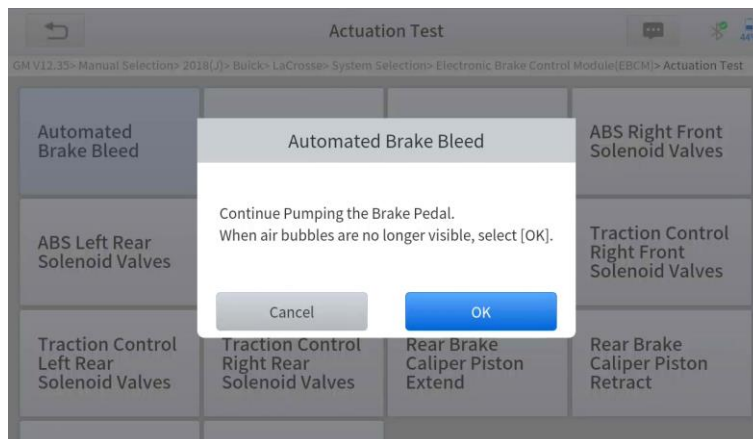 Actuation Test
GM V12.35> Manual Selection> 2018(J)> Buick> LaCrosse> System Selection> Electronic Brake Control Module(EBCM)> Actuation Test
Automated
Brake Bleed
ABS Right Front
Solenoid Valves
Automated Brake Bleed
Continue Pumping the Brake Pedal.
When air bubbles are no longer visible, select [OK].
Cancel
OK
ABS Left Rear
Solenoid Valves
Traction Control
Right Front
Solenoid Valves
Traction Control
Left Rear
Solenoid Valves
Traction Control
Right Rear
Solenoid Valves
Rear Brake
Caliper Piston
Extend
Rear Brake
Caliper Piston
Retract